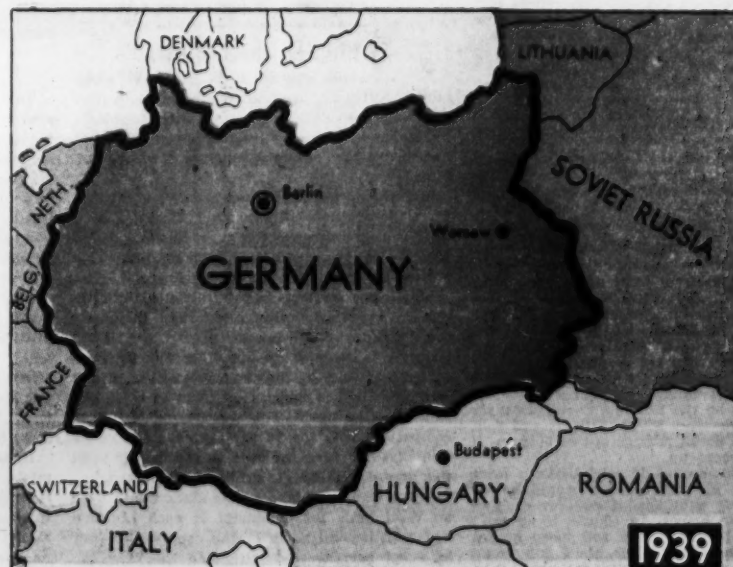 DENMARK
LITHUANIA
NETH
Berlin
SOVIET RUSSIA
Warsaw
BELG.
GERMANY
FRANCE
Budapest
SWITZERLAND
HUNGARY
ROMANIA
ITALY
1939